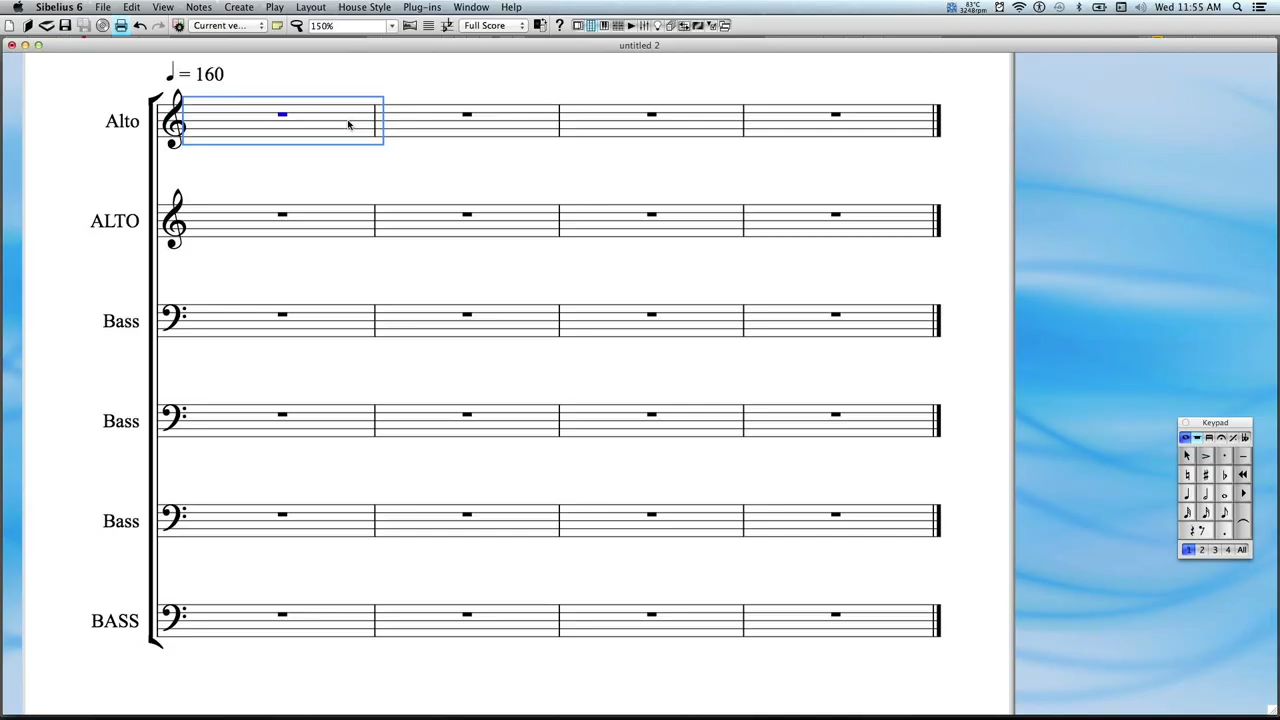 Sibelius 6 File Edit View Notes Create Play Layout House Style Plug-ins Window Help 83°C 3248rpm Wed 11:55 AM
Current ve... 150% Full Score
untitled 2
= 160
Alto
ALTO
Bass
Bass
Bass
BASS
Keypad
1 2 3 4 All